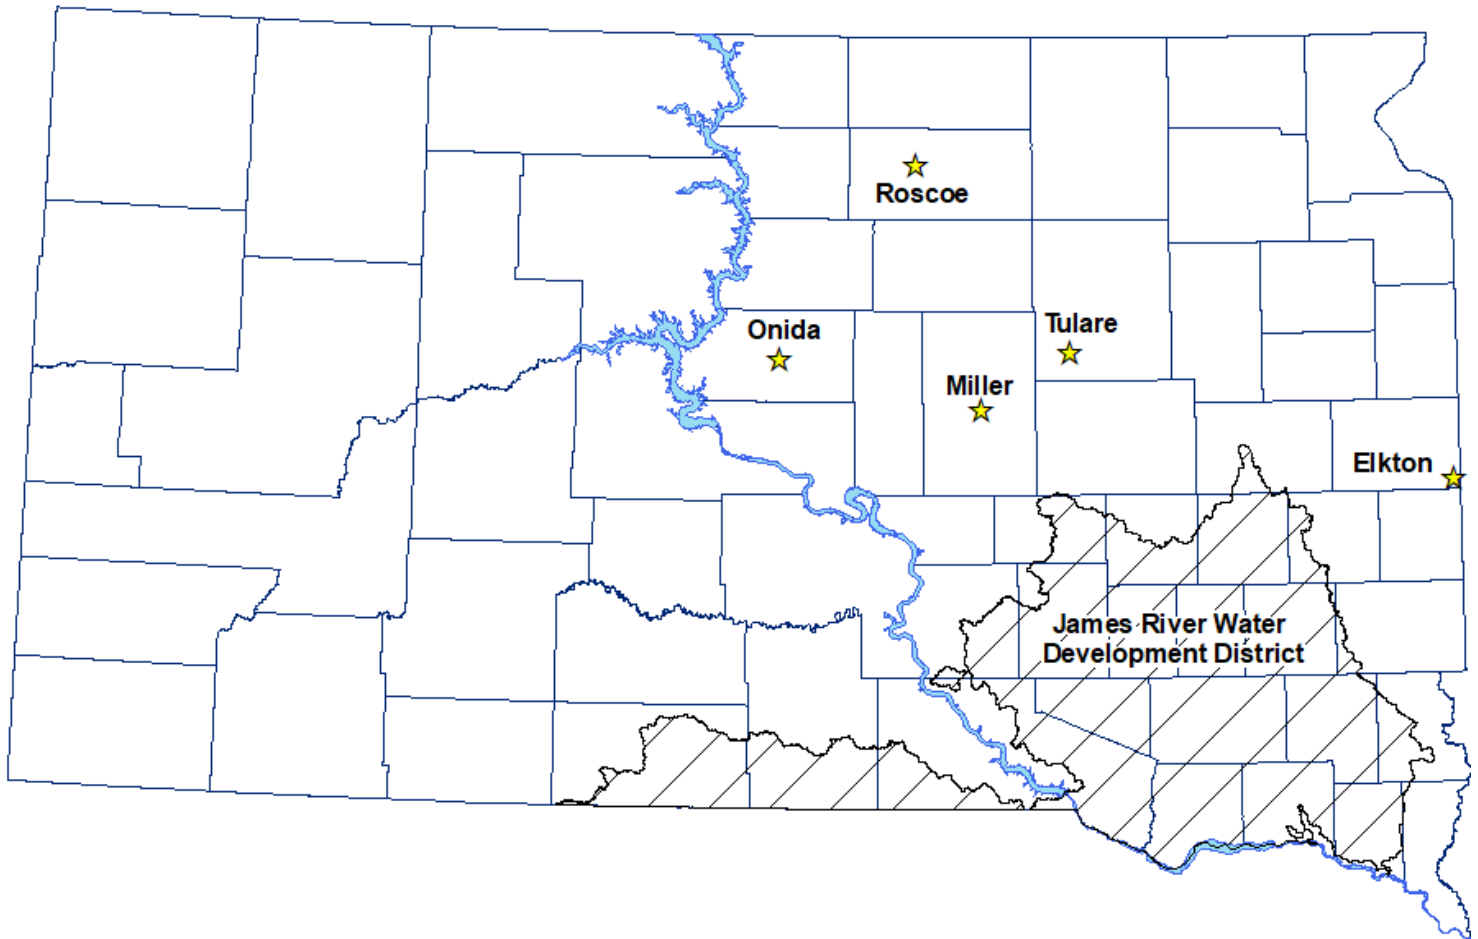 Roscoe
Tulare
Onida
Miller
Elkton
James River Water
Development District